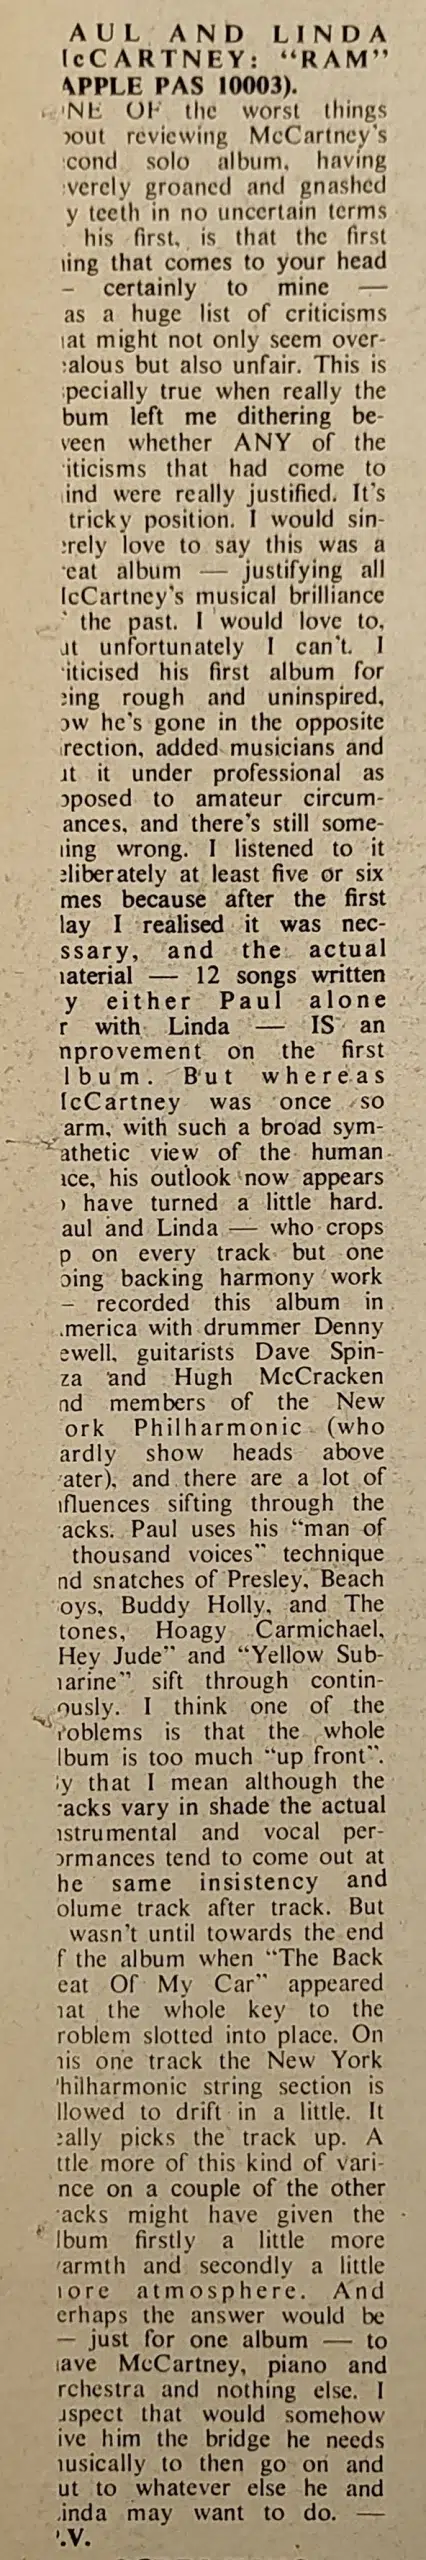 AUL AND LINDA
IcCARTNEY: "RAM"
APPLE PAS 10003).
'NE OF the worst things
out reviewing McCartney's
cond solo album, having
verely groaned and gnashed
y teeth in no uncertain terms
his first, is that the first
ning that comes to your head
— certainly to mine —
as a huge list of criticisms
at might not only seem over-
ealous but also unfair. This is
specially true when really the
bum left me dithering be-
veen whether ANY of the
iticisms that had come to
ind were really justified. It's
tricky position. I would sin-
erely love to say this was a
eat album — justifying all
IcCartney's musical brilliance
the past. I would love to,
ut unfortunately I can't. I
iticised his first album for
eing rough and uninspired,
ow he's gone in the opposite
irection, added musicians and
ut it under professional as
pposed to amateur circum-
ances, and there's still some-
ing wrong. I listened to it
eliberately at least five or six
mes because after the first
lay I realised it was nec-
ssary, and the actual
naterial — 12 songs written
y either Paul alone
r with Linda — IS an
nprovement on the first
lbum. But whereas
IcCartney was once so
arm, with such a broad sym-
athetic view of the human
ace, his outlook now appears
o have turned a little hard.
aul and Linda — who crops
p on every track but one
oing backing harmony work
— recorded this album in
merica with drummer Denny
ewell, guitarists Dave Spin-
za and Hugh McCracken
nd members of the New
ork Philharmonic (who
ardly show heads above
ater), and there are a lot of
nfluences sifting through the
acks. Paul uses his "man of
thousand voices" technique
nd snatches of Presley, Beach
oys, Buddy Holly, and The
tones, Hoagy Carmichael,
Hey Jude" and "Yellow Sub-
arine" sift through contin-
ously. I think one of the
roblems is that the whole
lbum is too much "up front".
y that I mean although the
racks vary in shade the actual
nstrumental and vocal per-
ormances tend to come out at
he same insistency and
olume track after track. But
wasn't until towards the end
f the album when "The Back
eat Of My Car" appeared
hat the whole key to the
roblem slotted into place. On
his one track the New York
'hilharmonic string section is
llowed to drift in a little. It
eally picks the track up. A
ttle more of this kind of vari-
nce on a couple of the other
acks might have given the
lbum firstly a little more
armth and secondly a little
nore atmosphere. And
erhaps the answer would be
— just for one album — to
ave McCartney, piano and
rchestra and nothing else. I
uspect that would somehow
ive him the bridge he needs
nusically to then go on and
ut to whatever else he and
inda may want to do. —
'.V.